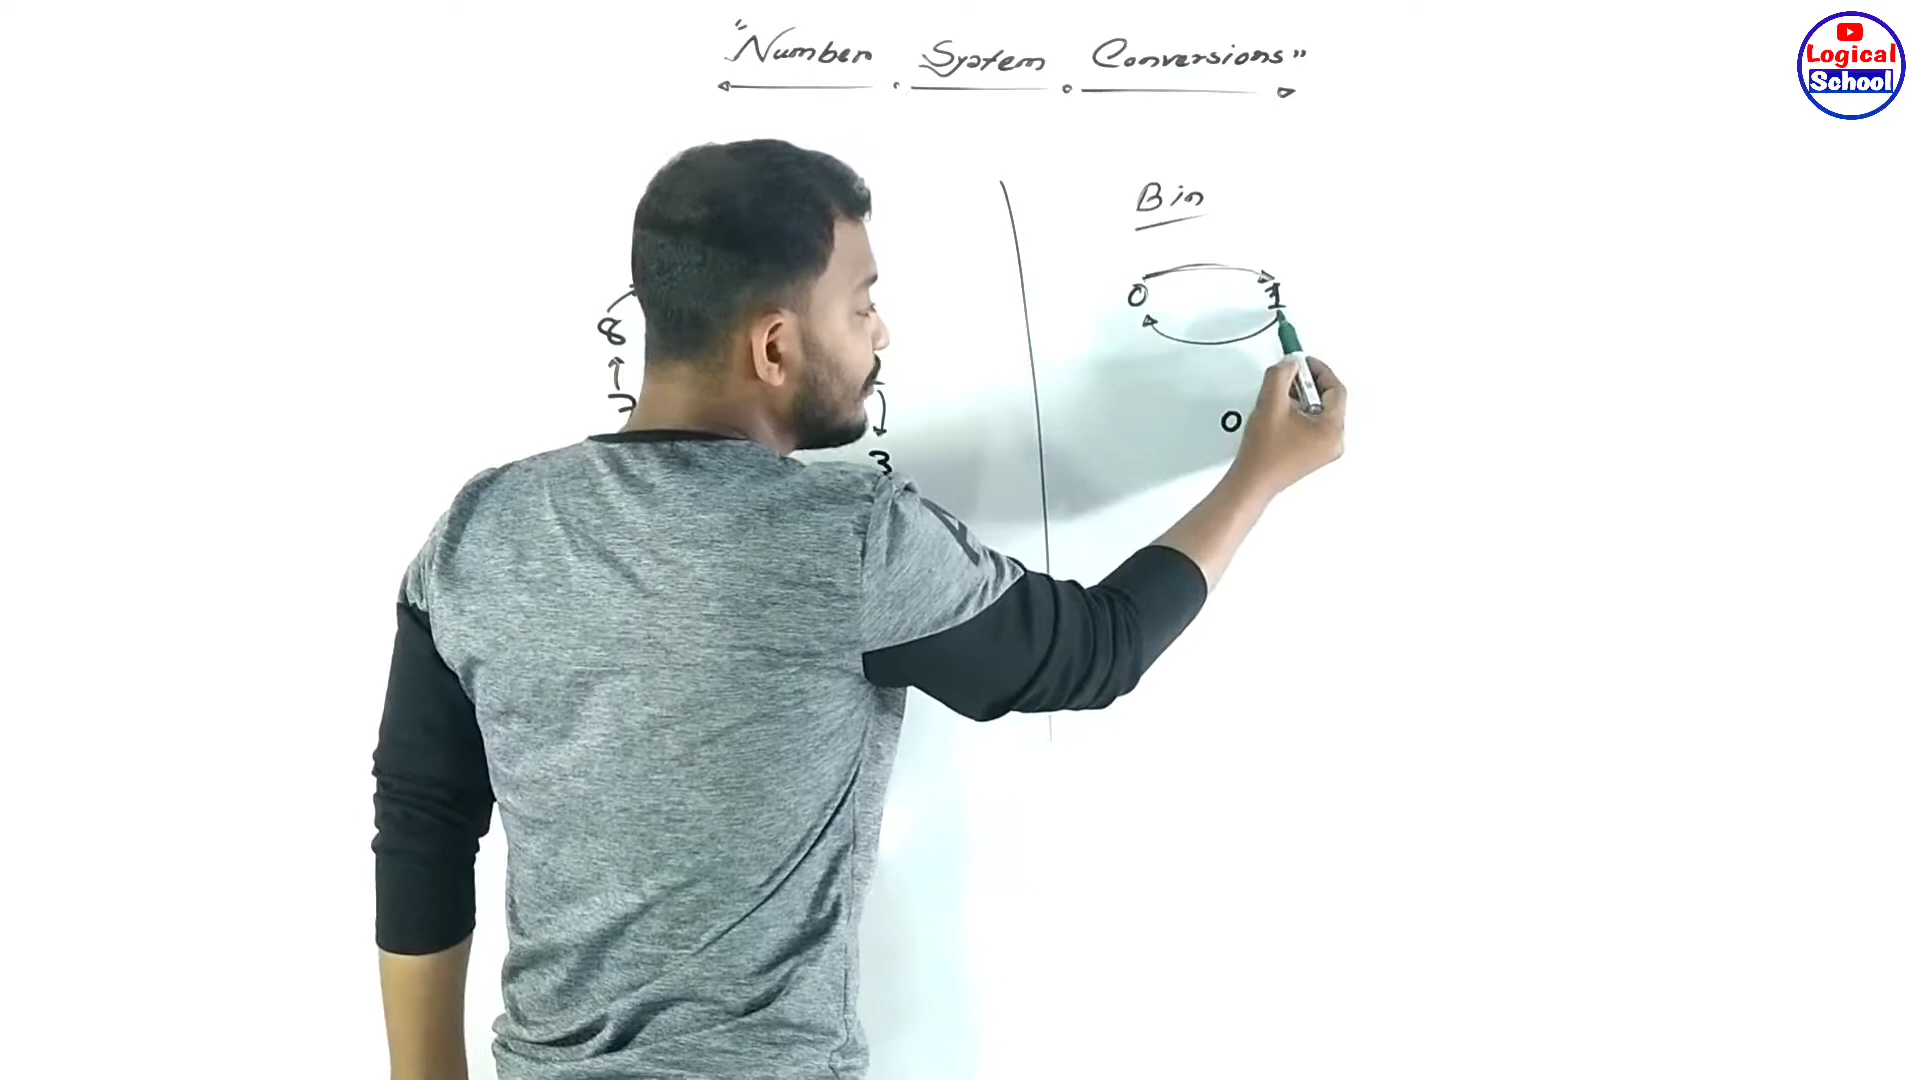 "Number System Conversions"
Logical
School
Bin
0 1
8
7
0
3